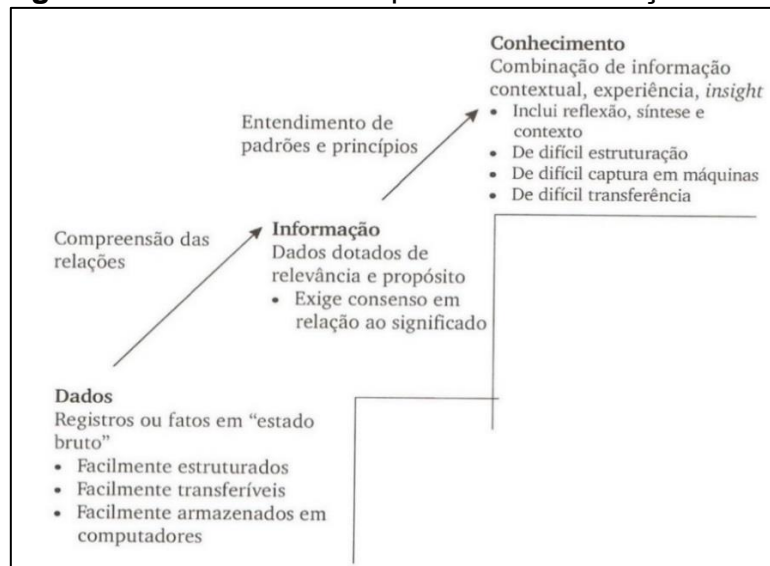 Conhecimento
Combinação de informação
contextual, experiência, insight
• Inclui reflexão, síntese e
contexto
• De difícil estruturação
• De difícil captura em máquinas
• De difícil transferência
Entendimento de
padrões e princípios
Informação
Dados dotados de
relevância e propósito
• Exige consenso em
relação ao significado
Compreensão das
relações
Dados
Registros ou fatos em “estado
bruto”
• Facilmente estruturados
• Facilmente transferíveis
• Facilmente armazenados em
computadores